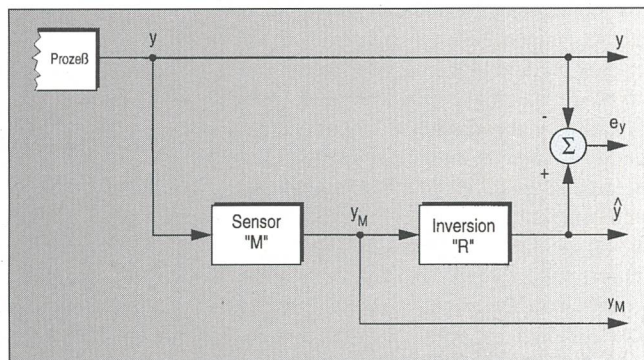 y
y
Prozeß
-
e_y
Σ
+
Sensor
"M"
y_M
Inversion
"R"
ŷ
y_M